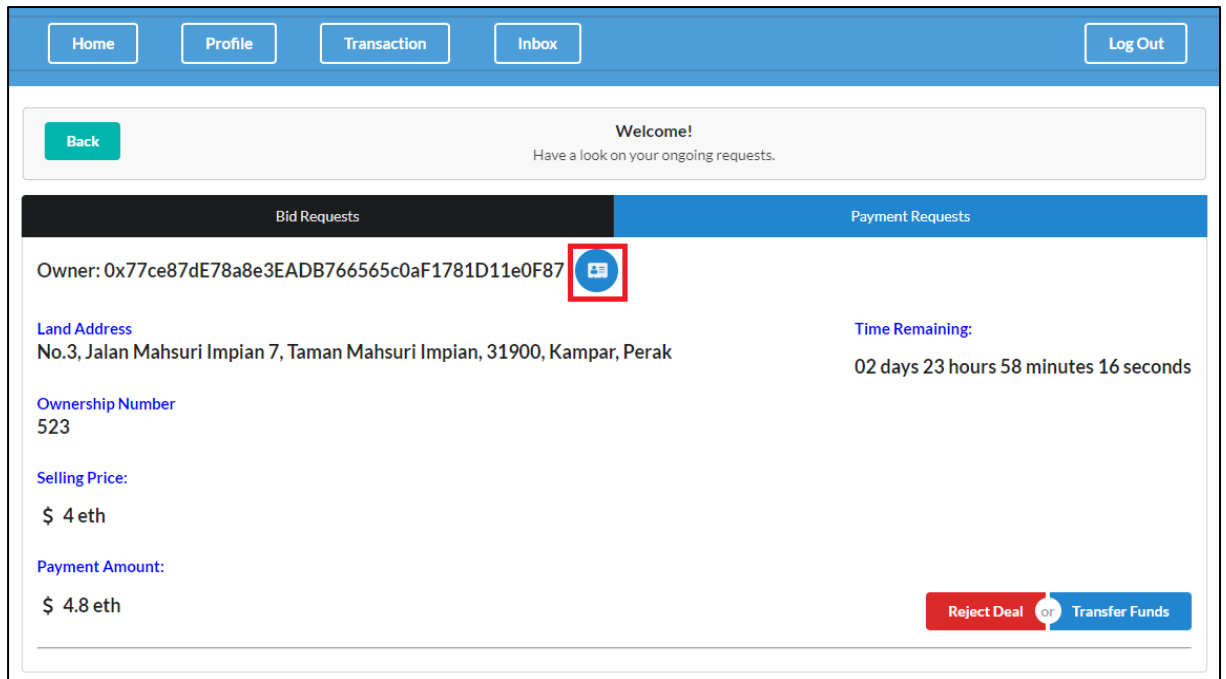 Home Profile Transaction Inbox Log Out
Back
Welcome!
Have a look on your ongoing requests.
Bid Requests Payment Requests
Owner: 0x77ce87dE78a8e3EADB766565c0aF1781D11e0F87
Land Address
No.3, Jalan Mahsuri Impian 7, Taman Mahsuri Impian, 31900, Kampar, Perak
Time Remaining:
02 days 23 hours 58 minutes 16 seconds
Ownership Number
523
Selling Price:
$ 4 eth
Payment Amount:
$ 4.8 eth
Reject Deal or Transfer Funds